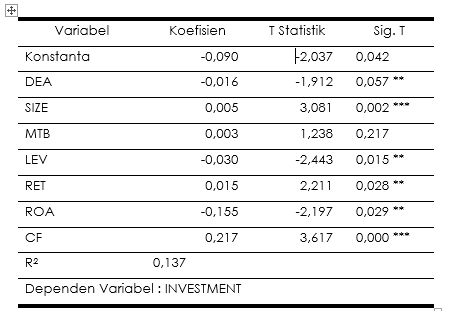 Variabel Koefisien T Statistik Sig. T
Konstanta -0,090 -2,037 0,042
DEA -0,016 -1,912 0,057 **
SIZE 0,005 3,081 0,002 ***
MTB 0,003 1,238 0,217
LEV -0,030 -2,443 0,015 **
RET 0,015 2,211 0,028 **
ROA -0,155 -2,197 0,029 **
CF 0,217 3,617 0,000 ***
R² 0,137
Dependen Variabel : INVESTMENT